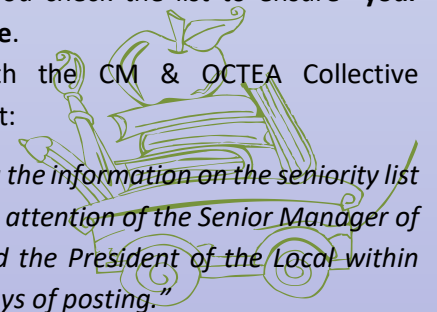 check the list to ensure "your
e.
th the CM & OCTEA Collective
t:
the information on the seniority list
attention of the Senior Manager of
d the President of the Local within
ys of posting."